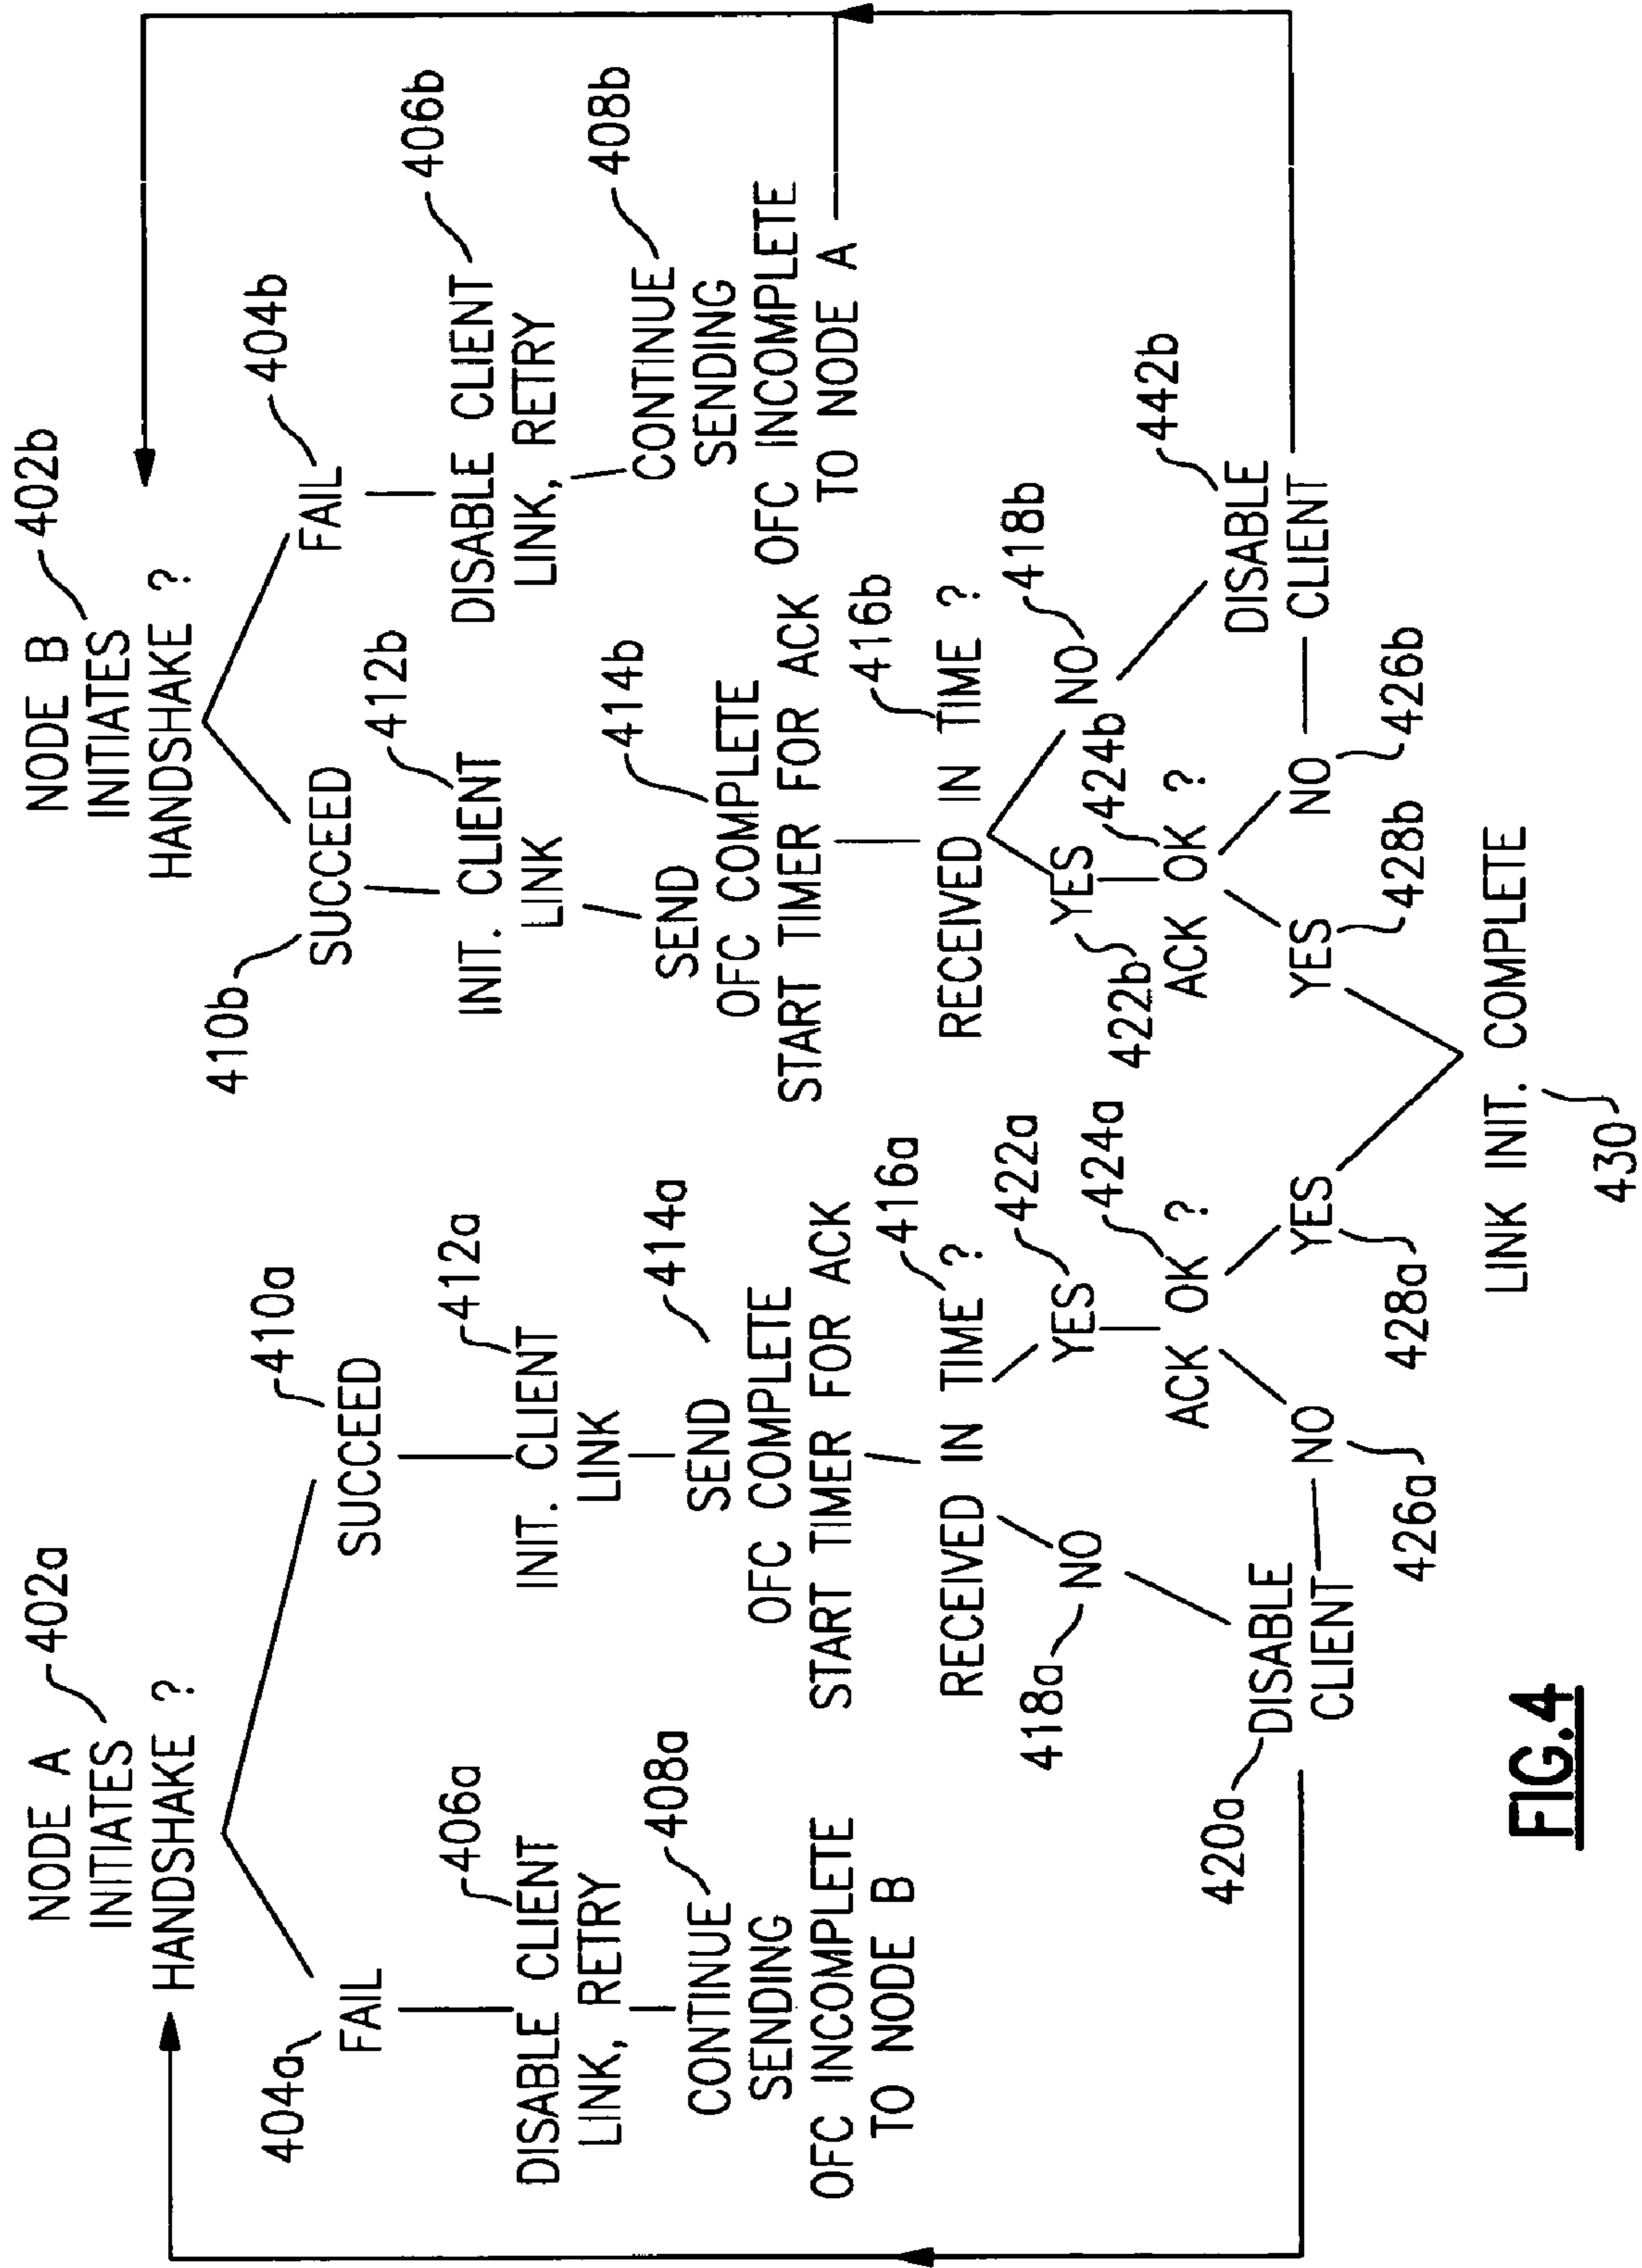 NODE A
INITIATES
HANDSHAKE ?
402a
404a
FAIL
406a
DISABLE CLIENT
LINK, RETRY
408a
CONTINUE
SENDING
OFC INCOMPLETE
TO NODE B
410a
SUCCEED
412a
INIT. CLIENT
LINK
414a
SEND
OFC COMPLETE
START TIMER FOR ACK
416a
RECEIVED IN TIME ?
418a
NO
422a
YES
424a
ACK OK ?
420a
DISABLE
CLIENT
NO
426a
YES
428a
NODE B
INITIATES
HANDSHAKE ?
402b
410b
SUCCEED
412b
INIT. CLIENT
LINK
414b
SEND
OFC COMPLETE
START TIMER FOR ACK
404b
FAIL
406b
DISABLE CLIENT
LINK, RETRY
408b
CONTINUE
SENDING
OFC INCOMPLETE
TO NODE A
416b
RECEIVED IN TIME ?
418b
NO
YES
422b
424b
ACK OK ?
442b
DISABLE
CLIENT
NO
426b
YES
428b
LINK INIT. COMPLETE
430
FIG.4